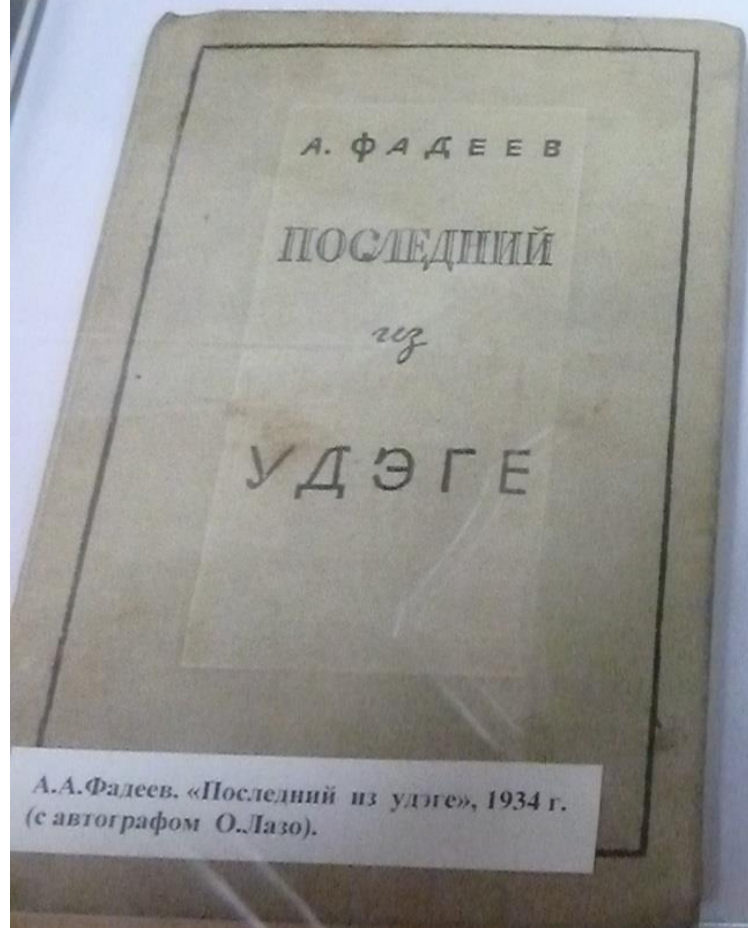 А. ФАДЕЕВ
ПОСЛЕДНИЙ
из
УДЭГЕ
А.А.Фадеев. «Последний из удэге», 1934 г.
(с автографом О.Лазо).